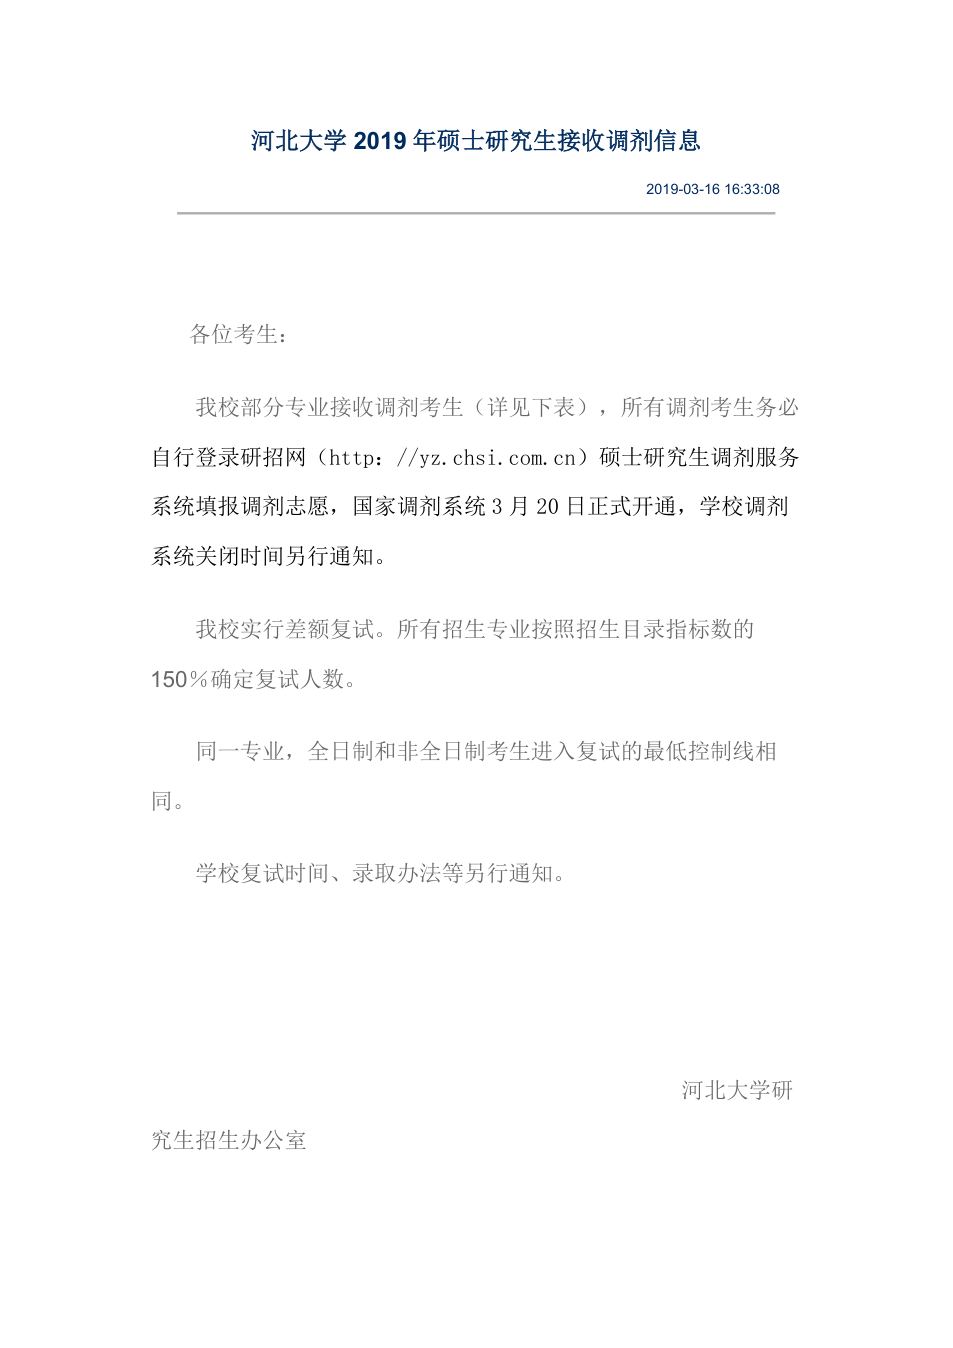 河北大学 2019 年硕士研究生接收调剂信息
2019-03-16 16:33:08
各位考生：
我校部分专业接收调剂考生（详见下表），所有调剂考生务必
自行登录研招网（http：//yz.chsi.com.cn）硕士研究生调剂服务
系统填报调剂志愿，国家调剂系统 3 月 20 日正式开通，学校调剂
系统关闭时间另行通知。
我校实行差额复试。所有招生专业按照招生目录指标数的
150％确定复试人数。
同一专业，全日制和非全日制考生进入复试的最低控制线相
同。
学校复试时间、录取办法等另行通知。
河北大学研
究生招生办公室